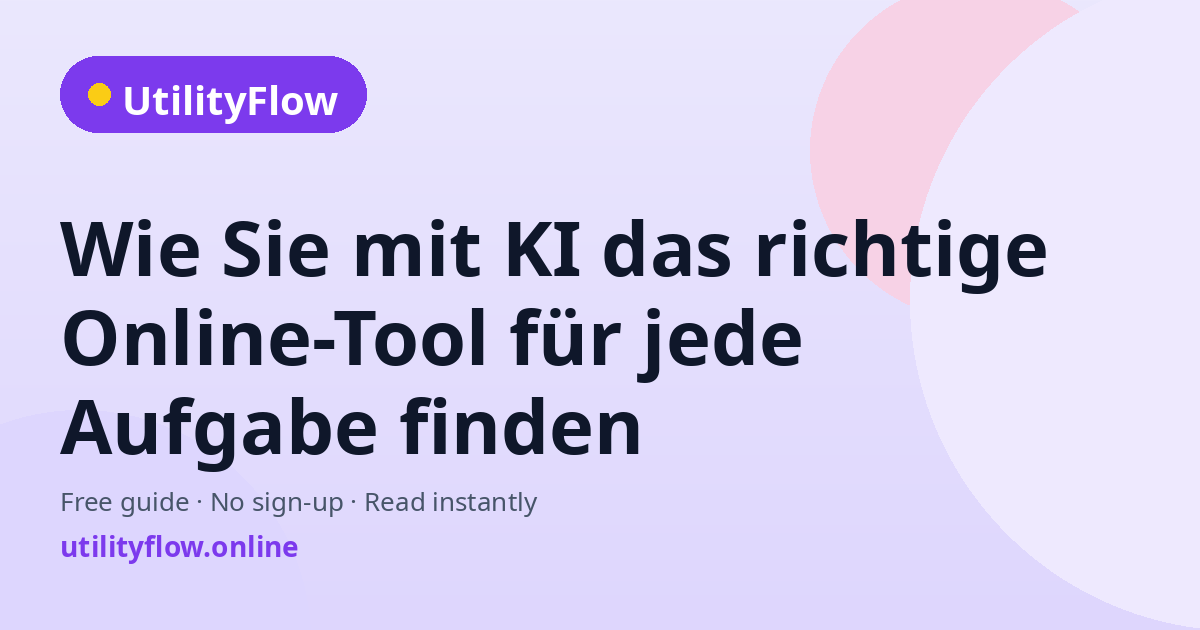 UtilityFlow
Wie Sie mit KI das richtige
Online-Tool für jede
Aufgabe finden
Free guide · No sign-up · Read instantly
utilityflow.online